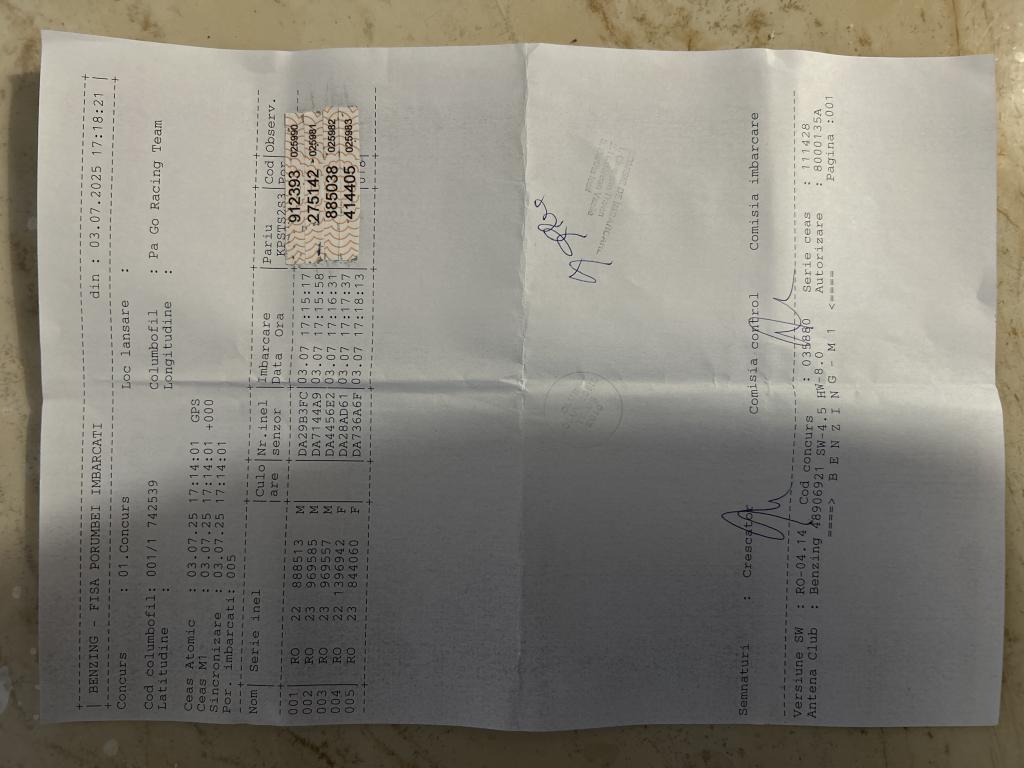 | BENZING - FISA PORUMBEI IMBARCATI din : 03.07.2025 17:18:21 |
Concurs : 01.Concurs Loc lansare :
Cod columbofil: 001/1 742539 Columbofil : Pa Go Racing Team
Latitudine : Longitudine :
Ceas Atomic : 03.07.25 17:14:01 GPS
Ceas M1 : 03.07.25 17:14:01 +000
Sincronizare : 03.07.25 17:14:01
Por. imbarcati: 005
Nom| Serie inel |Culo|Nr.inel |Imbarcare |Pariu |Cod|Observ.
|are |senzor |Data Ora |KPSTS2S3|Por
001 | RO 22 888513 M | |DA29B3FC|03.07 17:15:17 912393 025990
002 | RO 23 969585 M | |DA7144A9|03.07 17:15:58 275142 025981
003 | RO 23 969557 M | |DA4456E2|03.07 17:16:31 885038 025982
004 | RO 22 1396942 F | |DA28AD61|03.07 17:17:37 414405 025983
005 | RO 23 844060 F | |DA736A6F|03.07 17:18:13
Semnaturi : Crescator Comisia control Comisia imbarcare
Versiune SW : RO-04.14 Cod concurs : 035880 Serie ceas : 111428
Antena Club : Benzing 48906921 SW-4.5 HW-8.0 Autorizare : 8000135A
====> B E N Z I N G - M 1 <==== Pagina :001